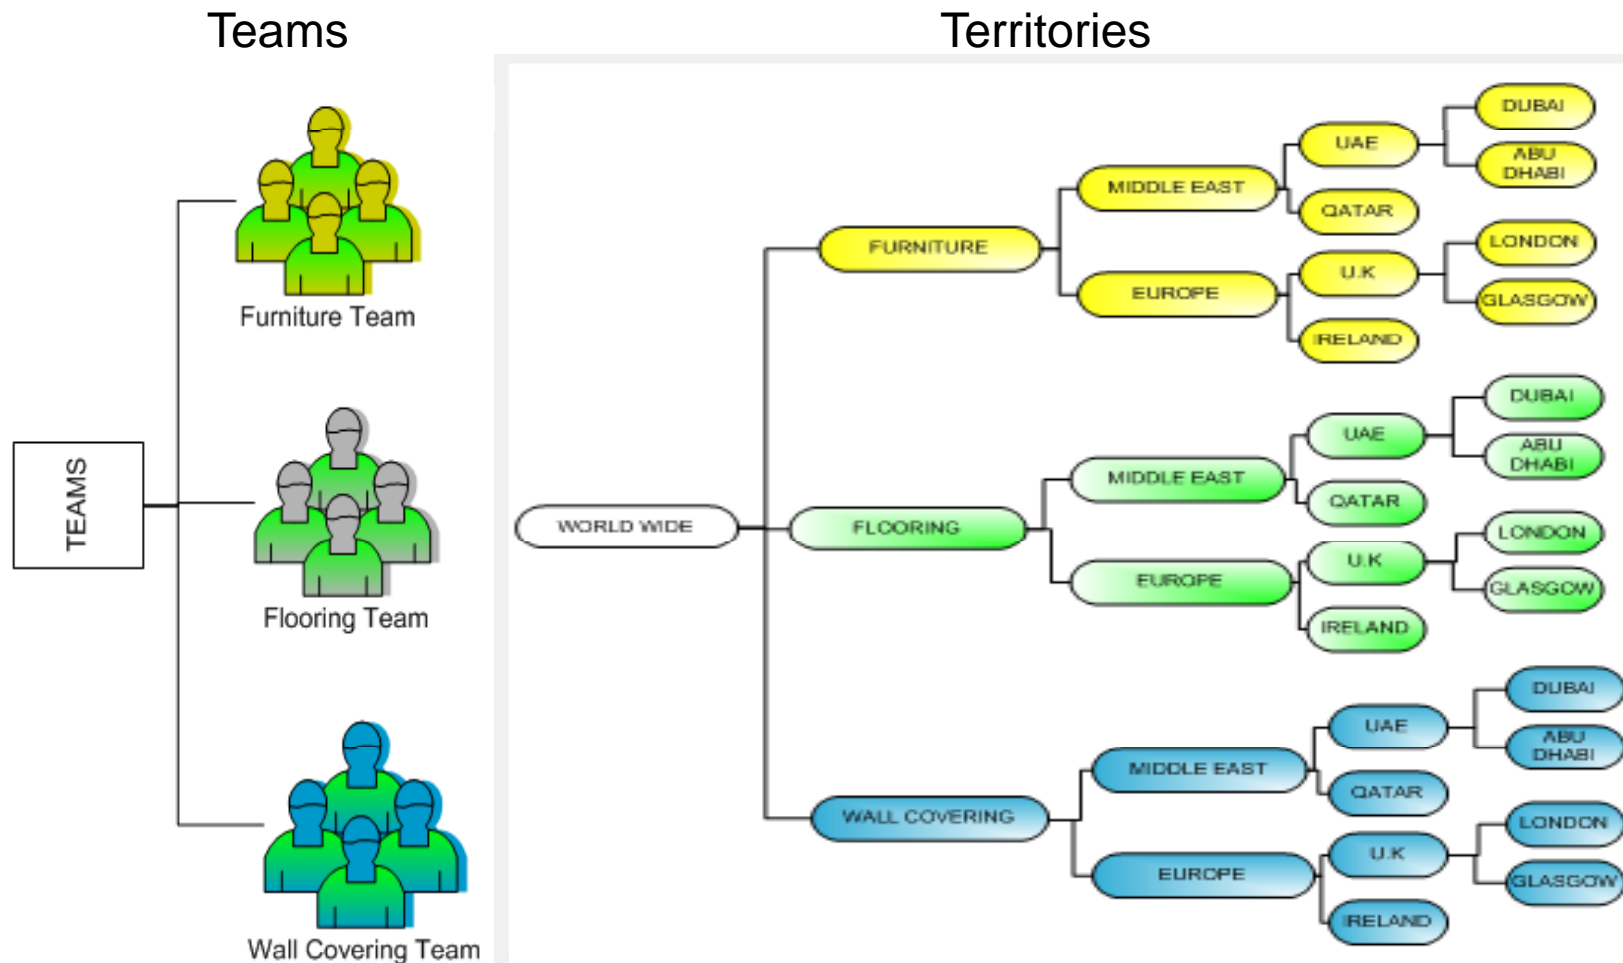 Teams
Territories
TEAMS
Furniture Team
Flooring Team
Wall Covering Team
WORLD WIDE
FURNITURE
MIDDLE EAST
UAE
DUBAI
ABU
DHABI
QATAR
EUROPE
U.K
LONDON
GLASGOW
IRELAND
FLOORING
MIDDLE EAST
UAE
DUBAI
ABU
DHABI
QATAR
EUROPE
U.K
LONDON
GLASGOW
IRELAND
WALL COVERING
MIDDLE EAST
UAE
DUBAI
ABU
DHABI
QATAR
EUROPE
U.K
LONDON
GLASGOW
IRELAND